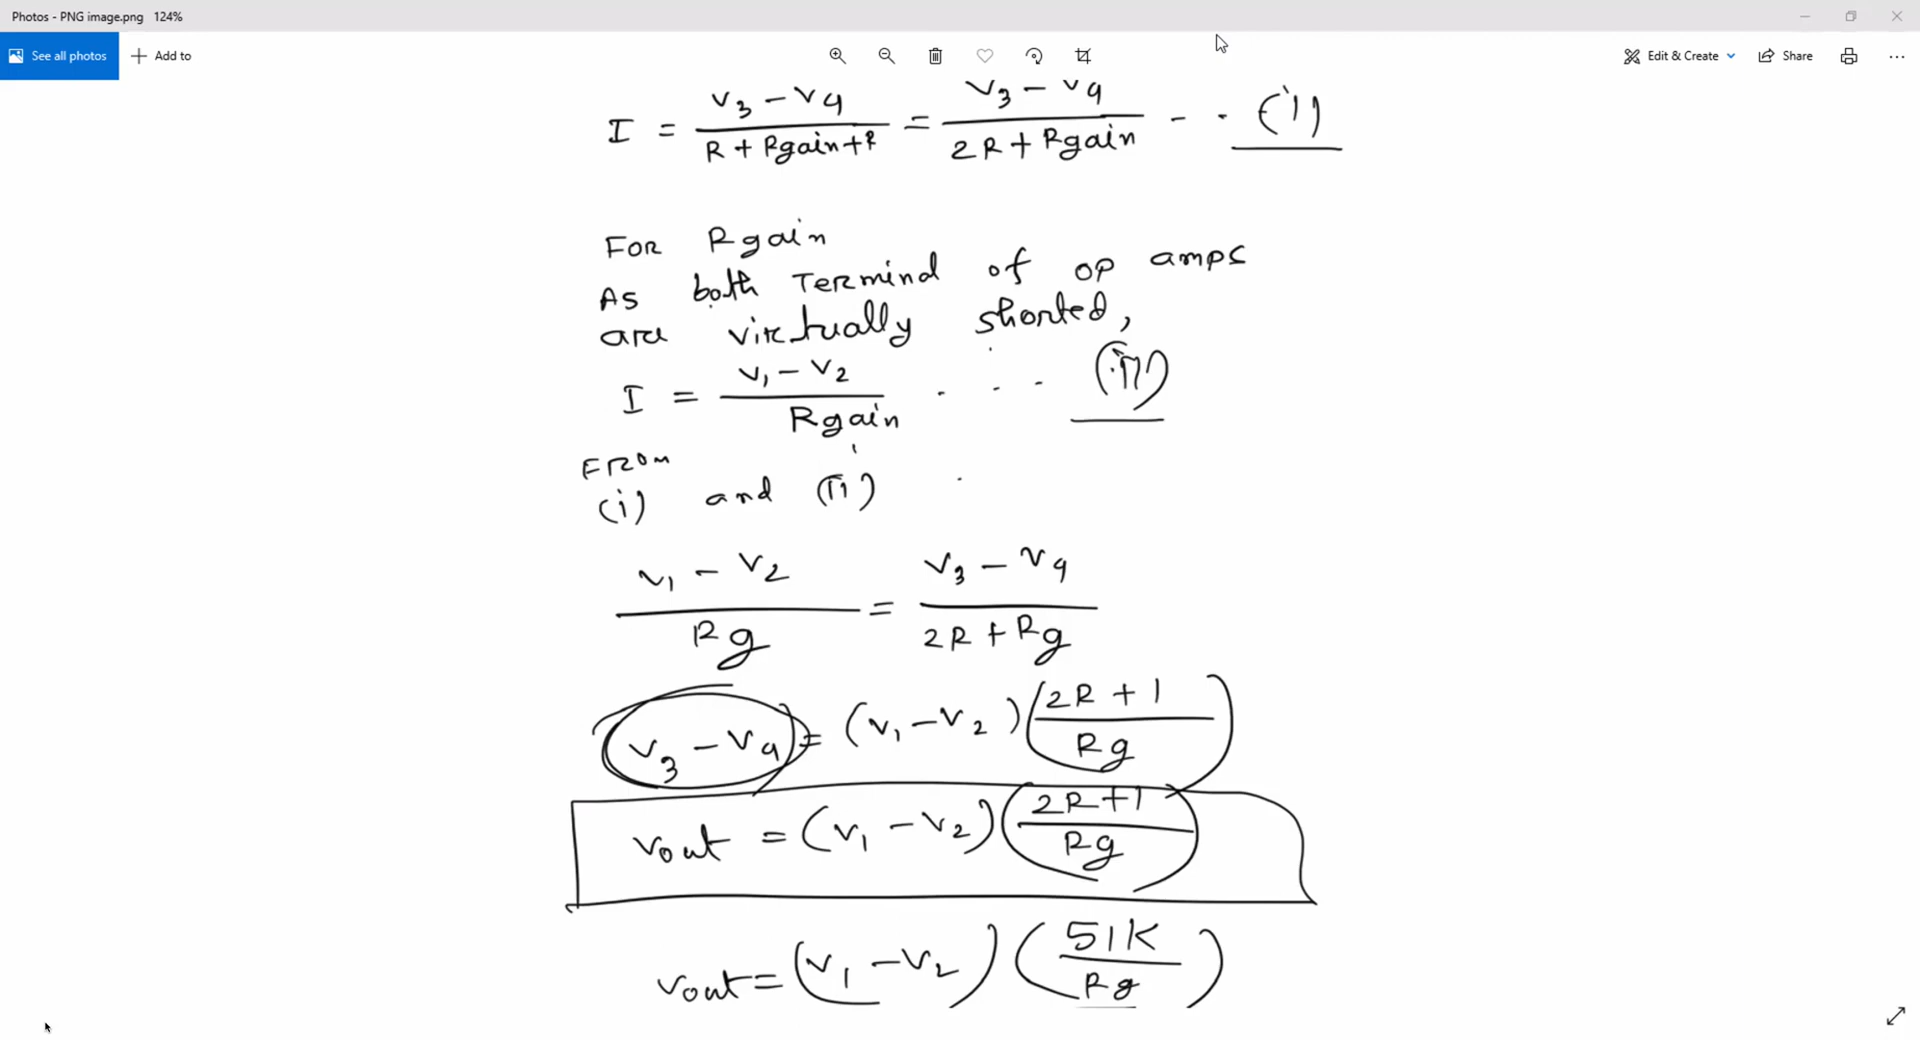 Photos - PNG image.png 124%
See all photos
Add to
Edit & Create
Share
I = V3 - V4 / R + Rgain + R = V3 - V4 / 2R + Rgain - - (i)
For Rgain
As both Termind of op amps
are virtually shorted,
I = V1 - V2 / Rgain - - - (ii)
From
(i) and (ii)
V1 - V2 / Rg = V3 - V4 / 2R + Rg
V3 - V4 = (V1 - V2) (2R + 1 / Rg)
Vout = (V1 - V2) (2R + 1 / Rg)
Vout = (V1 - V2) (51K / Rg)